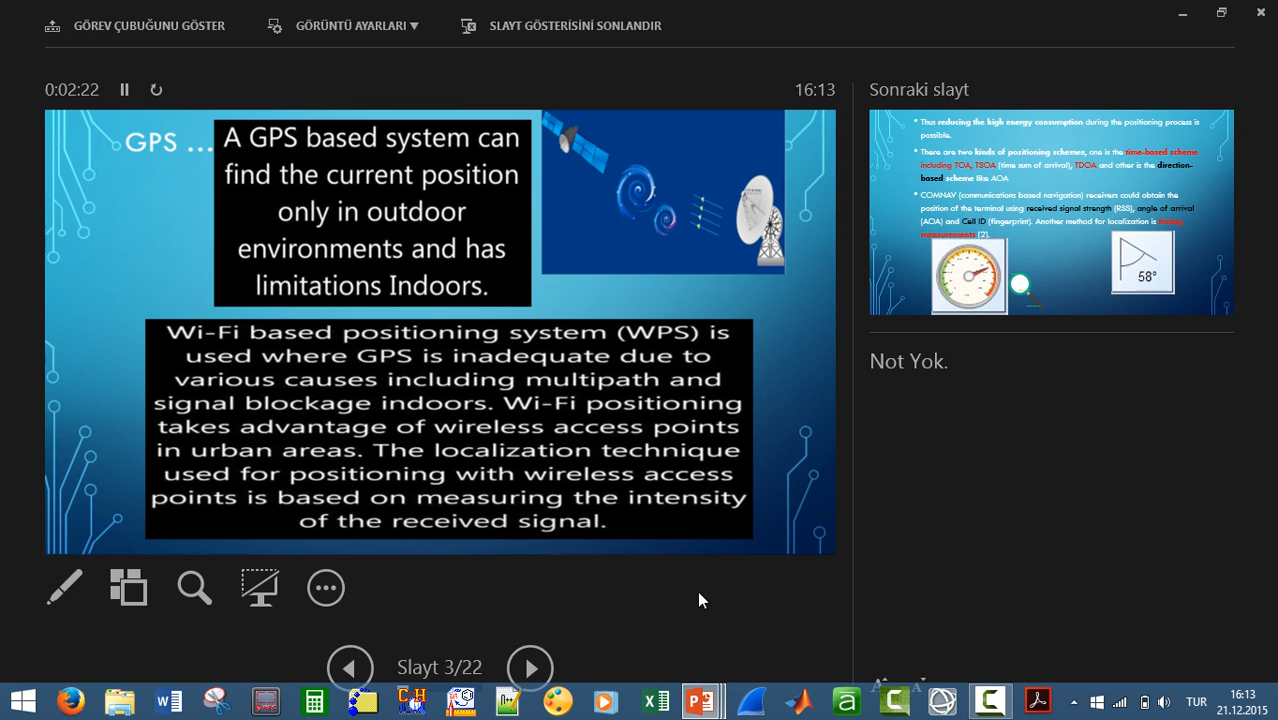 GÖREV ÇUBUĞUNU GÖSTER
GÖRÜNTÜ AYARLARI ▼
SLAYT GÖSTERİSİNİ SONLANDIR
0:02:22
16:13
GPS ...
A GPS based system can
find the current position
only in outdoor
environments and has
limitations Indoors.
Wi-Fi based positioning system (WPS) is
used where GPS is inadequate due to
various causes including multipath and
signal blockage indoors. Wi-Fi positioning
takes advantage of wireless access points
in urban areas. The localization technique
used for positioning with wireless access
points is based on measuring the intensity
of the received signal.
Slayt 3/22
Sonraki slayt
• Thus reducing the high energy consumption during the positioning process is
possible.
• There are two kinds of positioning schemes, one is the time-based scheme
including TOA, TSOA (time sum of arrival), TDOA and other is the direction-
based scheme like AOA
• COMNAV (communications based navigation) receivers could obtain the
position of the terminal using received signal strength (RSS), angle of arrival
(AOA) and Cell ID (fingerprint). Another method for localization is timing
measurements [2].
58°
Not Yok.
TUR
16:13
21.12.2015